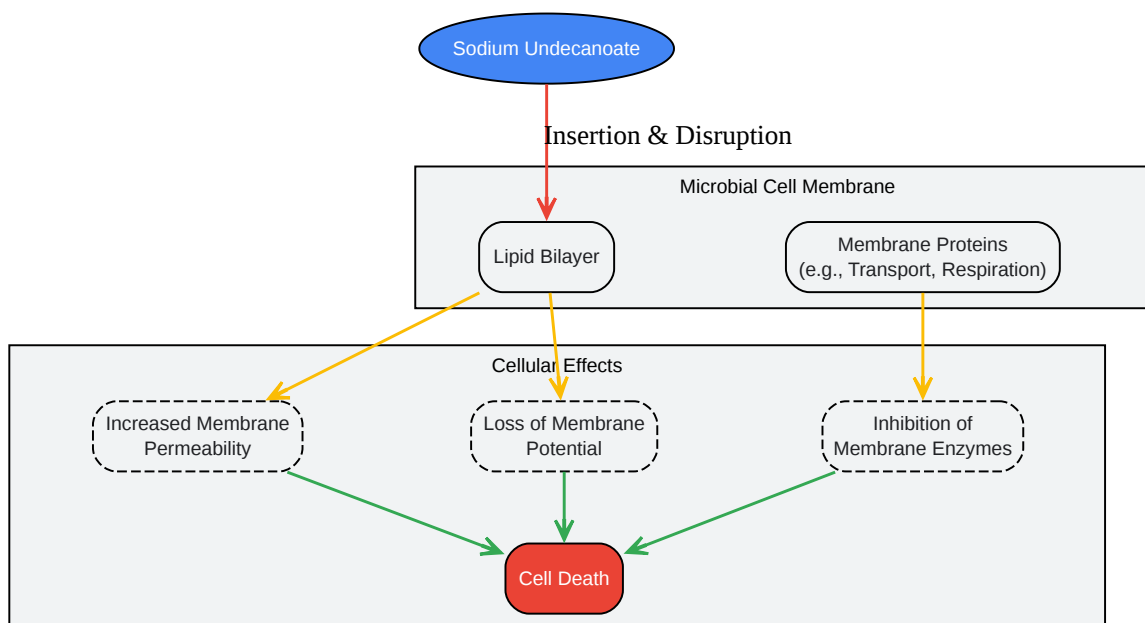 Sodium Undecanoate
Insertion & Disruption
Microbial Cell Membrane
Lipid Bilayer
Membrane Proteins
(e.g., Transport, Respiration)
Cellular Effects
Increased Membrane
Permeability
Loss of Membrane
Potential
Inhibition of
Membrane Enzymes
Cell Death